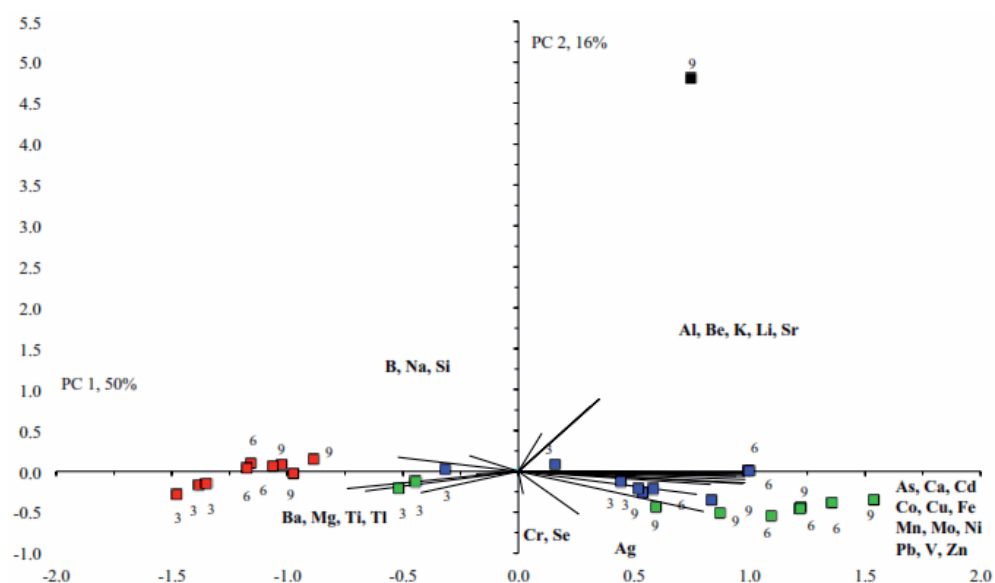 5.5
PC 2, 16%
5.0
9
4.5
4.0
3.5
3.0
2.5
2.0
Al, Be, K, Li, Sr
1.5
B, Na, Si
1.0
PC 1, 50%
0.5
6 9 9 3 6
0.0
6 6 9 3 6 As, Ca, Cd
-0.5
3 3 3 Ba, Mg, Ti, Tl 3 3 3 3 9 6 9 9 9 6 6 6 9 Co, Cu, Fe
Cr, Se Mn, Mo, Ni
Ag Pb, V, Zn
-1.0
-2.0 -1.5 -1.0 -0.5 0.0 0.5 1.0 1.5 2.0